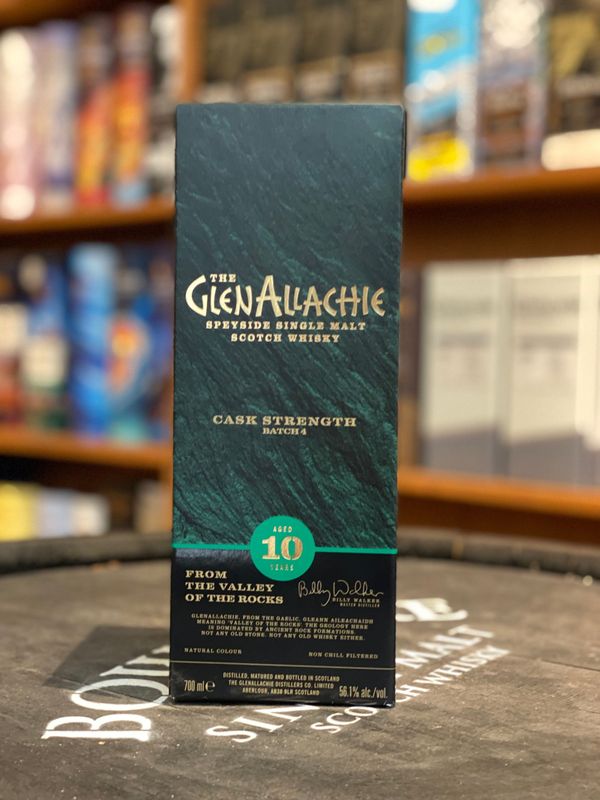 THE
GLENALLACHIE
SPEYSIDE SINGLE MALT
SCOTCH WHISKY
CASK STRENGTH
BATCH 4
AGED
10
YEARS
FROM
THE VALLEY
OF THE ROCKS
Billy Walker
BILLY WALKER
MASTER DISTILLER
GLENALLACHIE, FROM THE GAELIC, GLEANN AILEACHAIDH
MEANING 'VALLEY OF THE ROCKS'. THE GEOLOGY HERE
IS DOMINATED BY ANCIENT ROCK FORMATIONS.
NOT ANY OLD STONE. NOT ANY OLD WHISKY EITHER.
NATURAL COLOUR
NON CHILL FILTERED
DISTILLED, MATURED AND BOTTLED IN SCOTLAND
THE GLENALLACHIE DISTILLERS CO. LIMITED
ABERLOUR, AB38 9LR SCOTLAND
700 ml e
56.1% alc./vol.
MALT
SCOTCH WHISKY